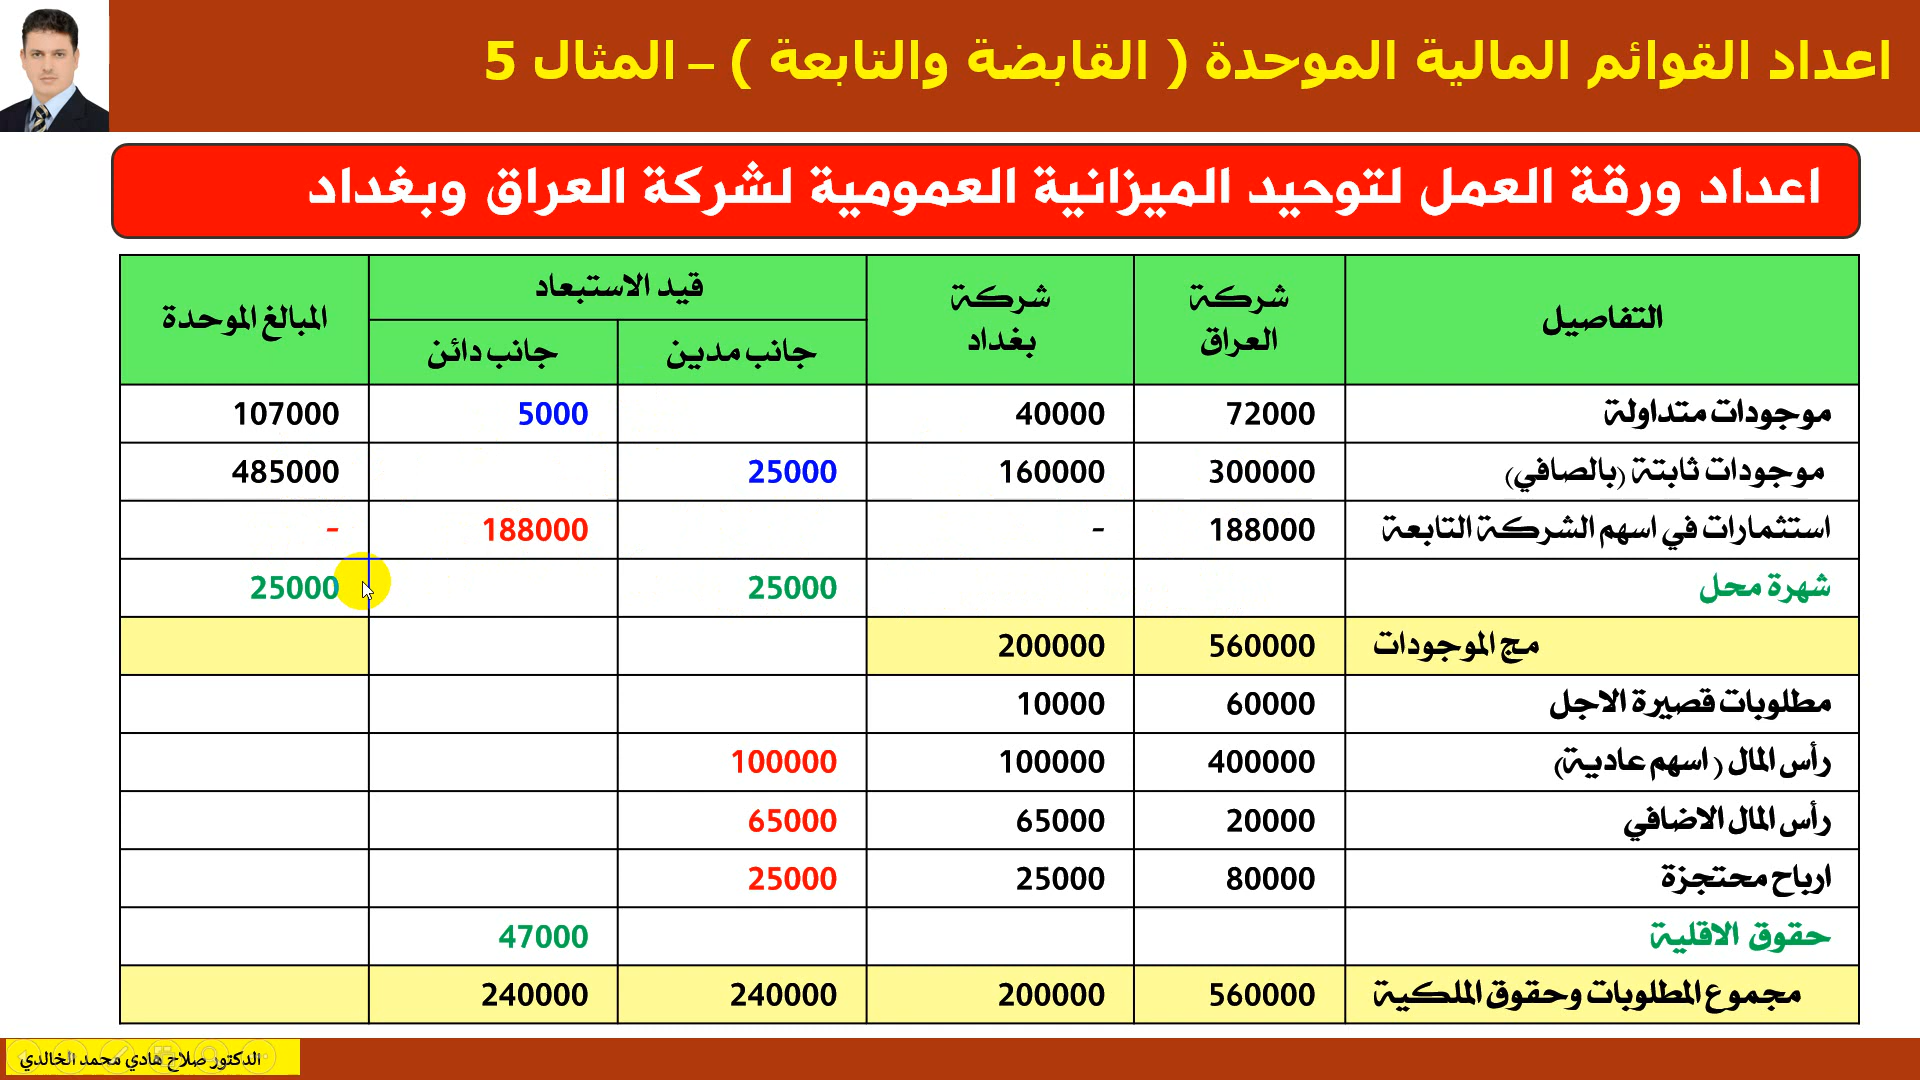 اعداد القوائم المالية الموحدة ( القابضة والتابعة ) – المثال 5
اعداد ورقة العمل لتوحيد الميزانية العمومية لشركة العراق وبغداد
التفاصيل شركة العراق شركة بغداد قيد الاستبعاد المبالغ الموحدة
جانب مدين جانب دائن
موجودات متداولة 72000 40000 5000 107000
موجودات ثابتة (بالصافي) 300000 160000 25000 485000
استثمارات في اسهم الشركة التابعة 188000 - 188000 -
شهرة محل 25000 25000
مج الموجودات 560000 200000
مطلوبات قصيرة الاجل 60000 10000
رأس المال ( اسهم عادية) 400000 100000 100000
رأس المال الاضافي 20000 65000 65000
ارباح محتجزة 80000 25000 25000
حقوق الاقلية 47000
مجموع المطلوبات وحقوق الملكية 560000 200000 240000 240000
الدكتور صلاح هادي محمد الخالدي